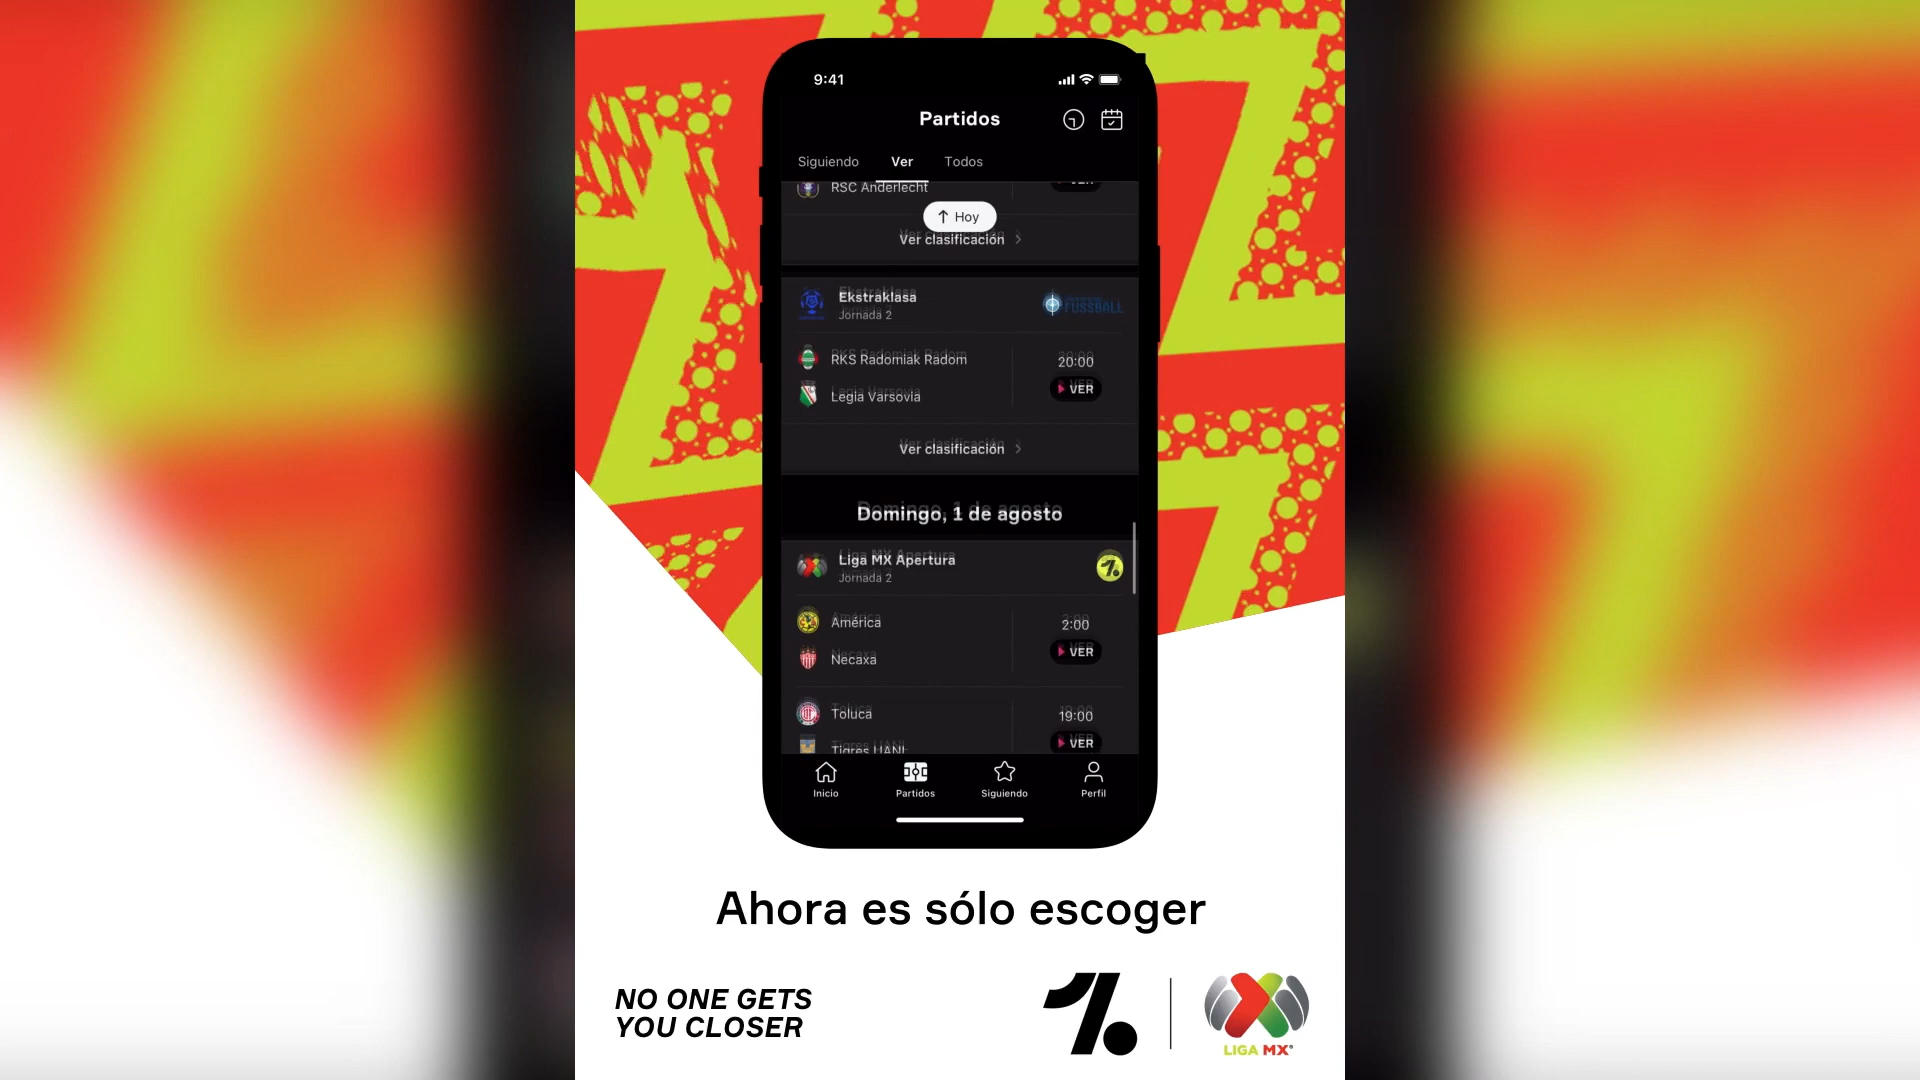 9:41
Partidos
Siguiendo Ver Todos
RSC Anderlecht
↑ Hoy
Ver clasificación
Ekstraklasa
Jornada 2
FUSSBALL
RKS Radomiak Radom
20:00
Legia Varsovia
VER
Ver clasificación
Domingo, 1 de agosto
Liga MX Apertura
Jornada 2
América
2:00
Necaxa
VER
Toluca
19:00
Tigres UANL
VER
Inicio Partidos Siguiendo Perfil
Ahora es sólo escoger
NO ONE GETS
YOU CLOSER
LIGA MX